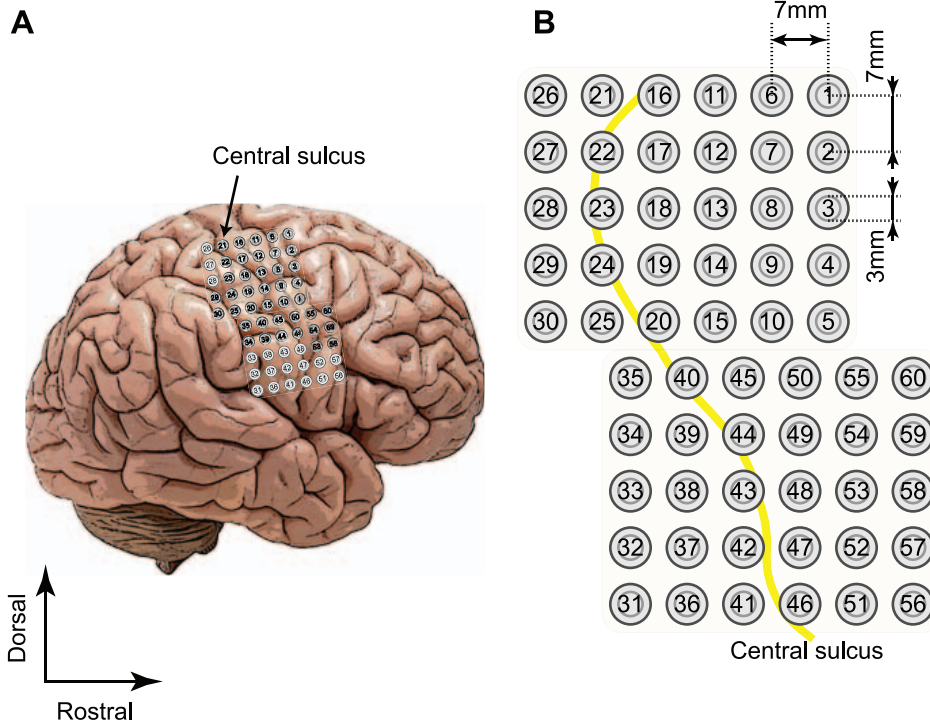 A
B
7mm
7mm
3mm
Central sulcus
26 21 16 11 6 1
27 22 17 12 7 2
28 23 18 13 8 3
29 24 19 14 9 4
30 25 20 15 10 5
35 40 45 50 55 60
34 39 44 49 54 59
33 38 43 48 53 58
32 37 42 47 52 57
31 36 41 46 51 56
Central sulcus
Dorsal
Rostral